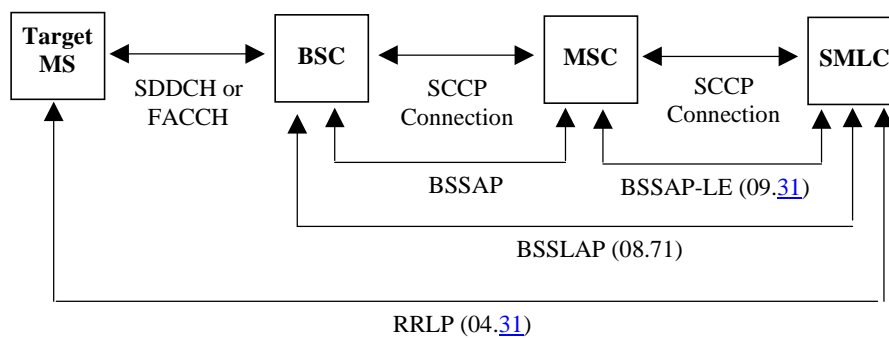 Target
MS
BSC
MSC
SMLC
SDDCH or
FACCH
SCCP
Connection
SCCP
Connection
BSSAP
BSSAP-LE (09.31)
BSSLAP (08.71)
RRLP (04.31)